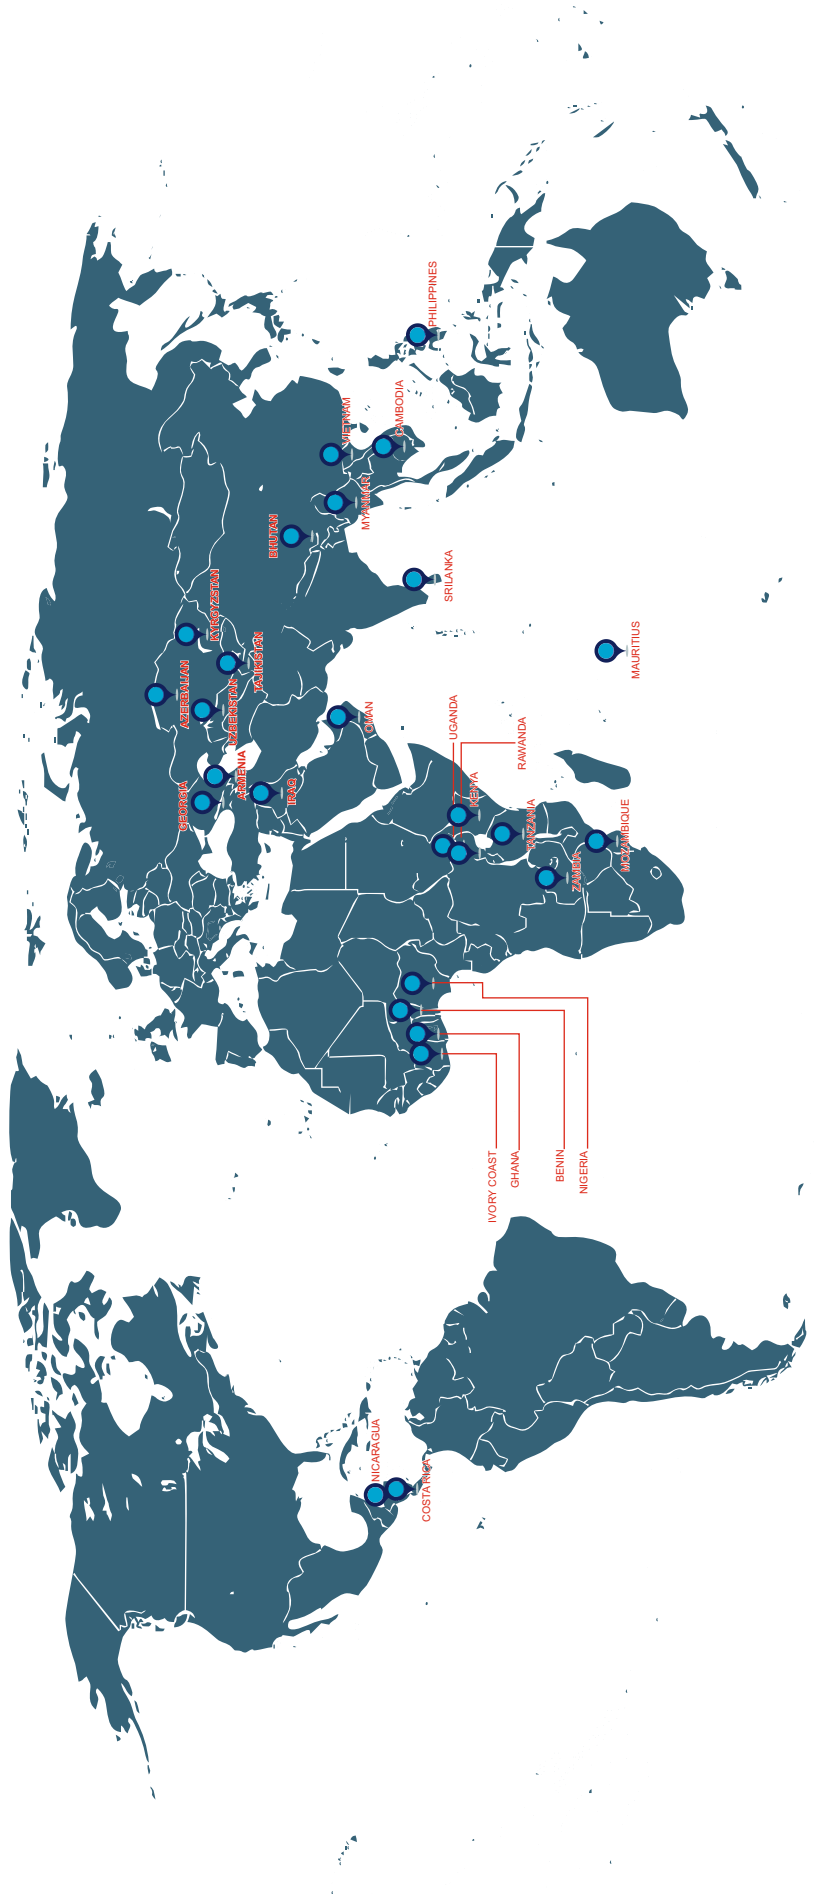 GEORGIA
AZERBAIJAN
KYRGYZSTAN
UZBEKISTAN
ARMENIA
TAJIKISTAN
BHUTAN
IRAQ
VIETNAM
OMAN
MYANMAR
CAMBODIA
PHILIPPINES
SRILANKA
NICARAGUA
COSTA RICA
UGANDA
KENYA
RAWANDA
TANZANIA
ZAMBIA
MOZAMBIQUE
MAURITIUS
IVORY COAST
GHANA
BENIN
NIGERIA